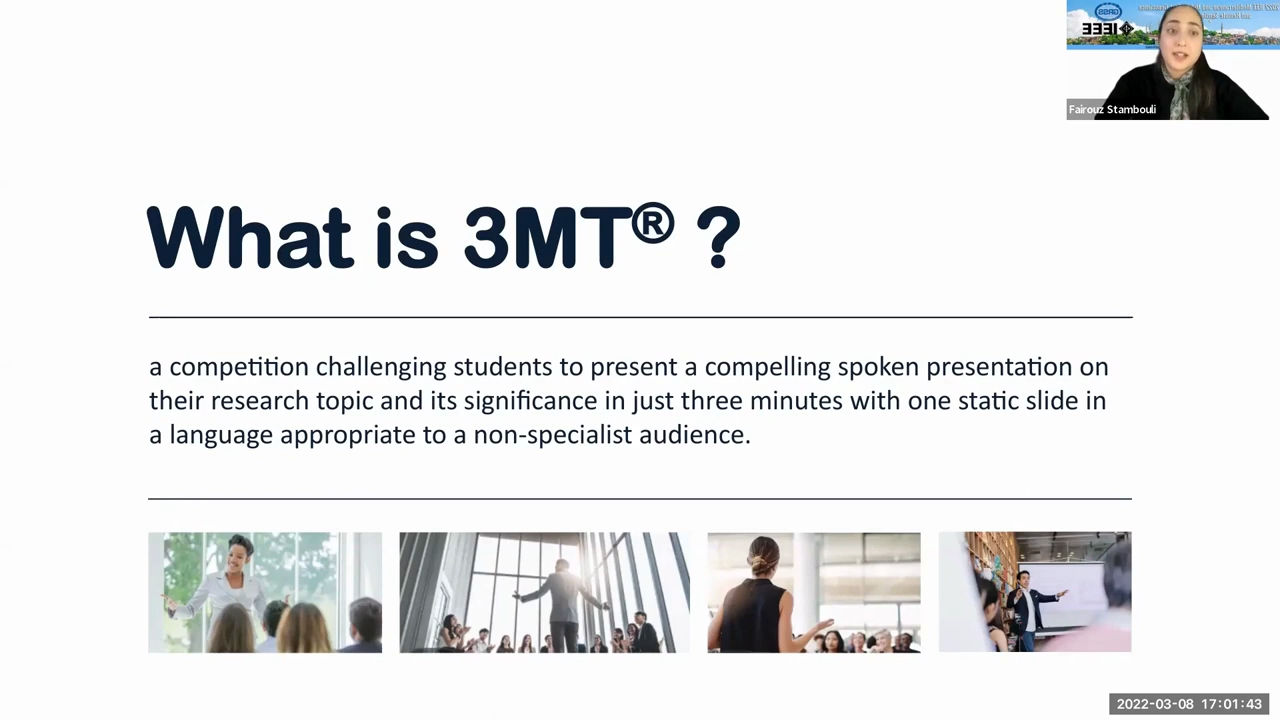 Fairouz Stambouli
What is 3MT® ?
a competition challenging students to present a compelling spoken presentation on
their research topic and its significance in just three minutes with one static slide in
a language appropriate to a non-specialist audience.
2022-03-08 17:01:43
IEEE
GRSS